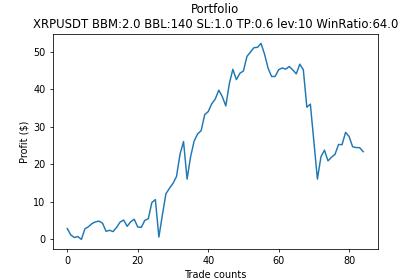 Portfolio
XRPUSDT BBM:2.0 BBL:140 SL:1.0 TP:0.6 lev:10 WinRatio:64.0
Profit ($)
50
40
30
20
10
0
0 20 40 60 80
Trade counts